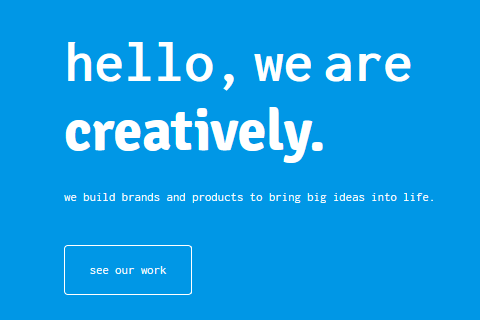 hello, we are
creatively.
we build brands and products to bring big ideas into life.
see our work